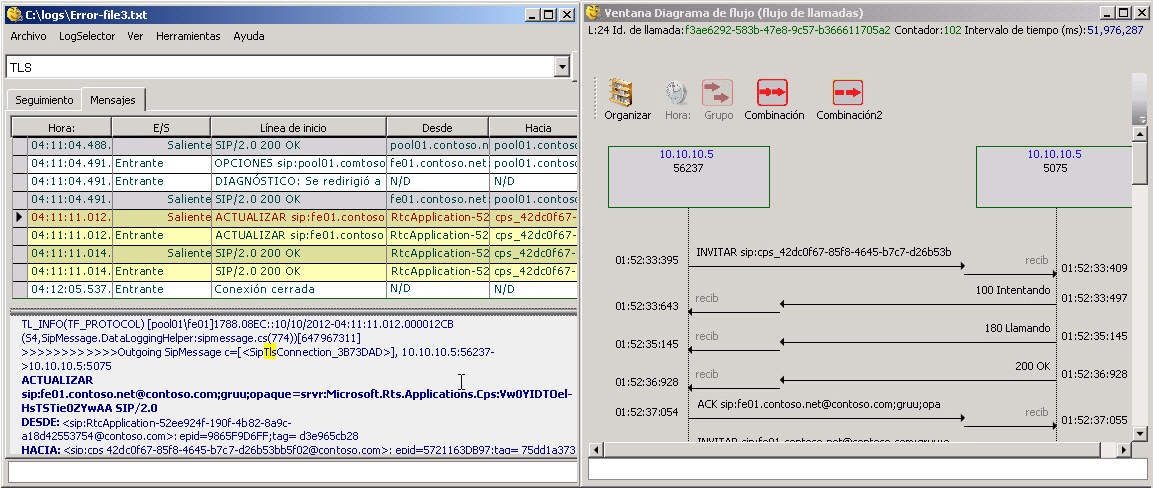 C:\logs\Error-file3.txt
Archivo LogSelector Ver Herramientas Ayuda
TLS
Seguimiento Mensajes
Hora: E/S Línea de inicio Desde Hacia
04:11:04.488. Saliente SIP/2.0 200 OK pool01.contoso.n pool01.contoso.
04:11:04.491. Entrante OPCIONES sip:pool01.comtoso fe01.contoso.net: pool01.contoso.
04:11:04.491. Entrante DIAGNÓSTICO: Se redirigió a N/D N/D
04:11:04.491. Saliente SIP/2.0 200 OK fe01.contoso.net: pool01.contoso.
04:11:11.012. Saliente ACTUALIZAR sip:fe01.contoso RtcApplication-52 cps_42dc0f67-
04:11:11.012. Entrante ACTUALIZAR sip:fe01.contoso RtcApplication-52 cps_42dc0f67-
04:11:11.014. Saliente SIP/2.0 200 OK RtcApplication-52 cps_42dc0f67-
04:11:11.014. Entrante SIP/2.0 200 OK RtcApplication-52 cps_42dc0f67-
04:12:05.537. Entrante Conexión cerrada N/D N/D
TL_INFO(TF_PROTOCOL) [pool01\fe01]1788.08EC::10/10/2012-04:11:11.012.000012CB
(S4,SipMessage.DataLoggingHelper:sipmessage.cs(774))[647967311]
>>>>>>>>>>>>Outgoing SipMessage c=[<SipTlsConnection_3B73DAD>], 10.10.10.5:56237-
>10.10.10.5:5075
ACTUALIZAR
sip:fe01.contoso.net@contoso.com;gruu;opaque=srvr:Microsoft.Rts.Applications.Cps:Vw0YIDTOel-
HsTSTie0ZYwAA SIP/2.0
DESDE: <sip:RtcApplication-52ee924f-190f-4b82-8a9c-
a18d42553754@contoso.com>: epid=9865F9D6FF;tag= d3e965cb28
HACIA: <sip:cps_42dc0f67-85f8-4645-b7c7-d26b53bb5f02@contoso.com>: epid=5721163DB97;tag= 75dd1a373
Ventana Diagrama de flujo (flujo de llamadas)
L:24 Id. de llamada:f3ae6292-583b-47e8-9c57-b366611705a2 Contador:102 Intervalo de tiempo (ms):51,976,287
Organizar Hora: Grupo Combinación Combinación2
10.10.10.5 10.10.10.5
56237 5075
INVITAR sip:cps_42dc0f67-85f8-4645-b7c7-d26b53b
01:52:33:395 recib 01:52:33:409
100 Intentando
01:52:33:643 recib 01:52:33:497
180 Llamando
01:52:35:145 recib 01:52:35:145
200 OK
01:52:36:928 recib 01:52:36:928
ACK sip:fe01.contoso.net@contoso.com;gruu;opa
01:52:37:054 recib 01:52:37:055
INVITAR sip:fe01.contoso.net@contoso.com;gruu;o